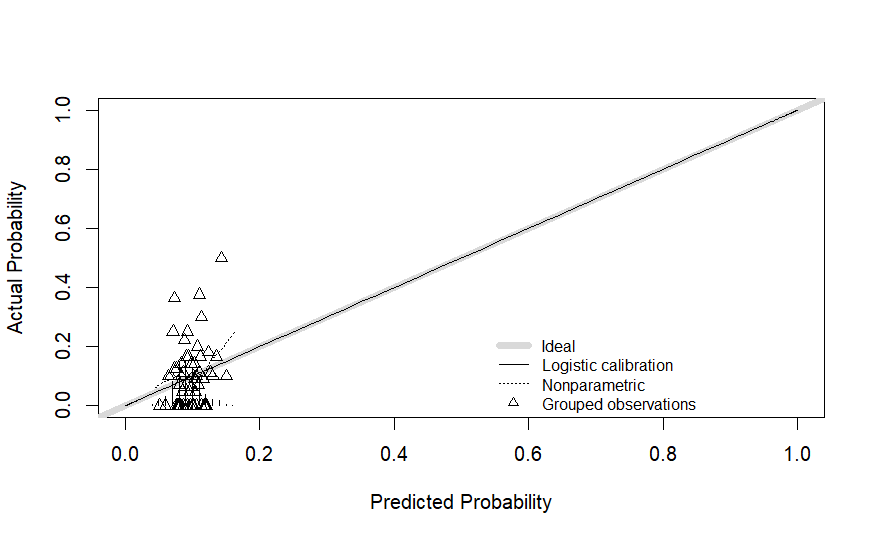 Actual Probability
1.0
0.8
0.6
0.4
0.2
0.0
Ideal
Logistic calibration
Nonparametric
Grouped observations
0.0 0.2 0.4 0.6 0.8 1.0
Predicted Probability